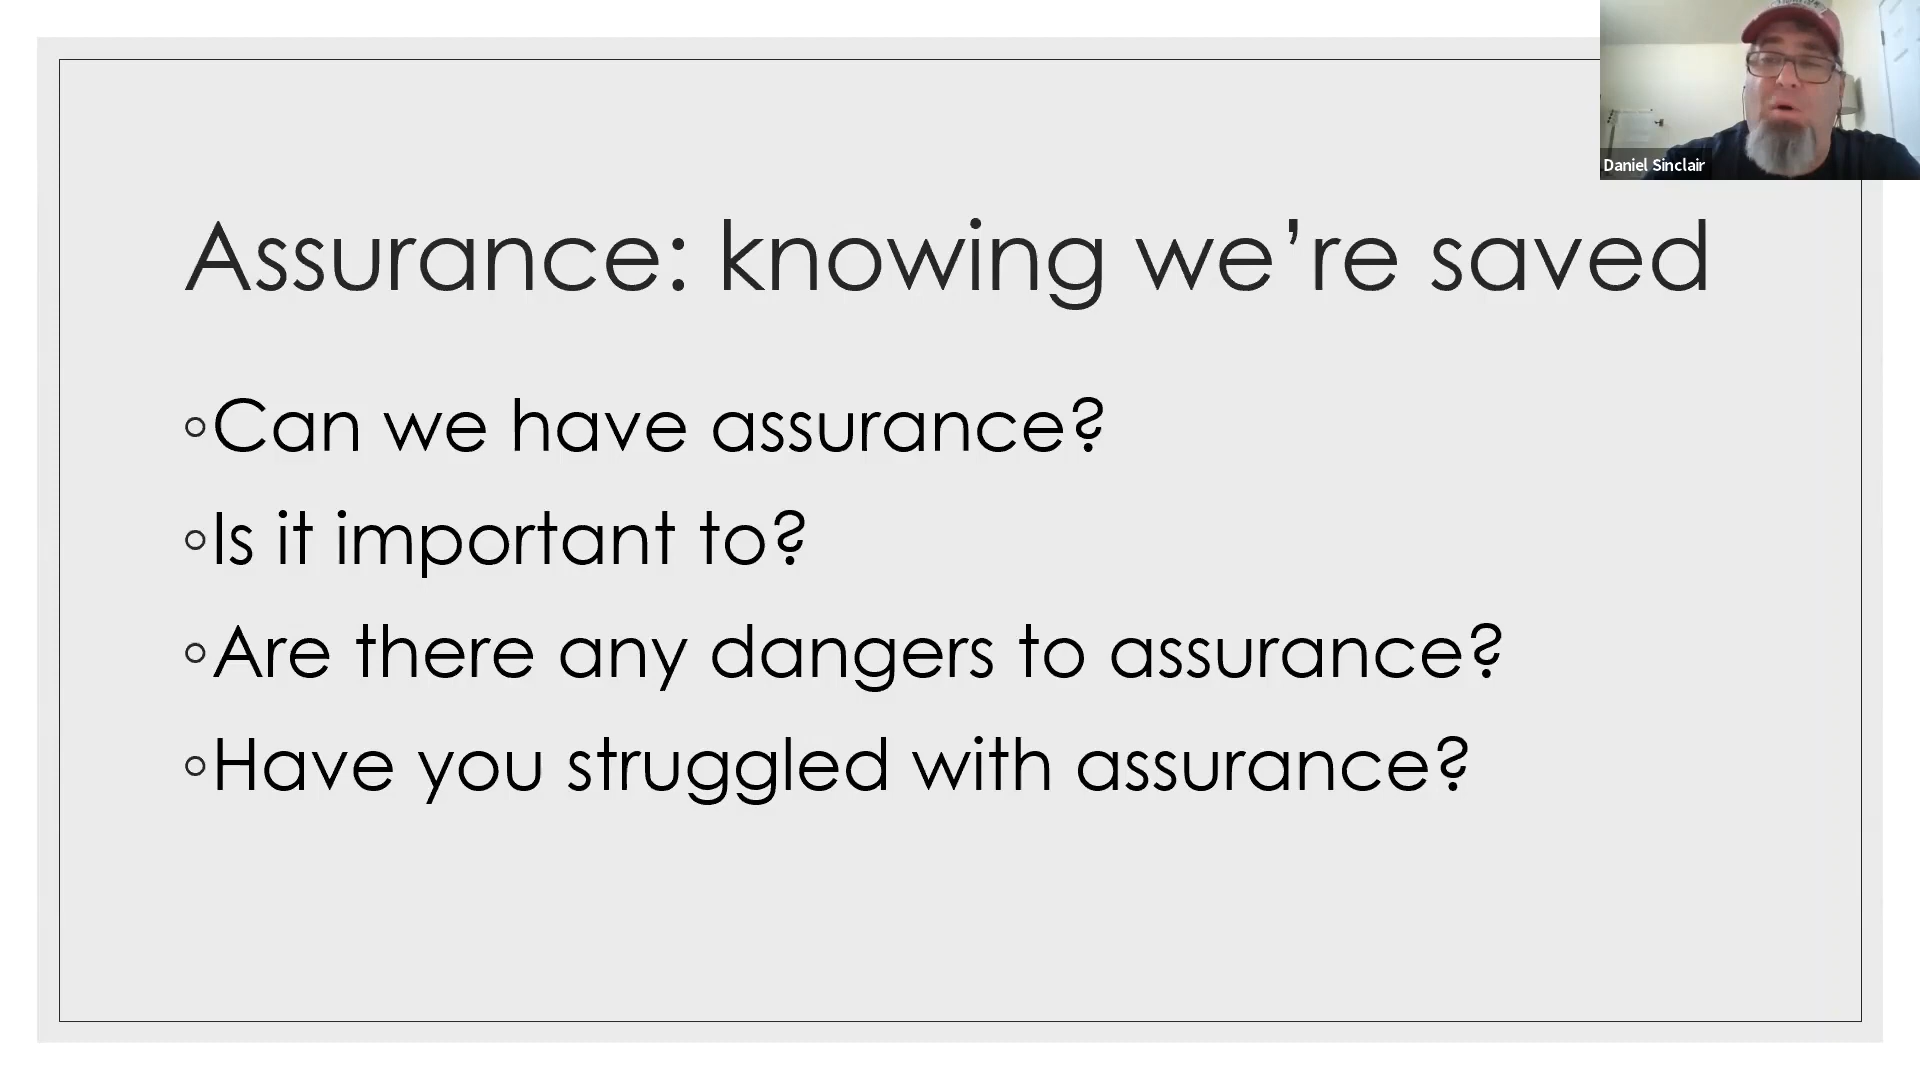 Daniel Sinclair
Assurance: knowing we’re saved
◦Can we have assurance?
◦Is it important to?
◦Are there any dangers to assurance?
◦Have you struggled with assurance?